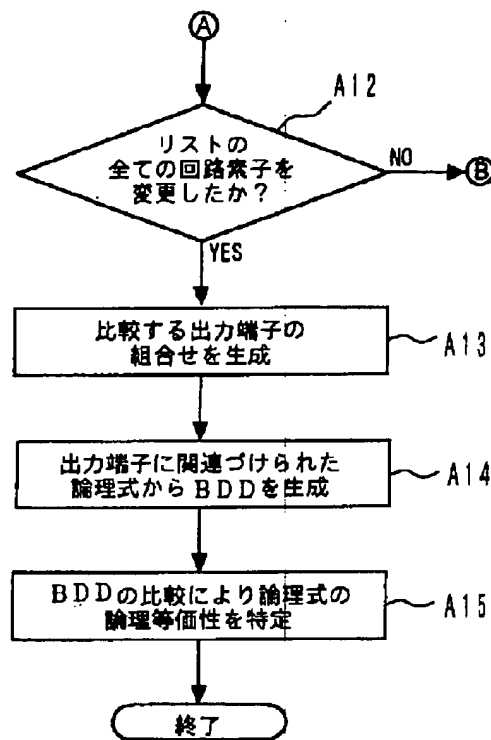 A
A12
リストの
全ての回路素子を
変更したか？
NO
B
YES
比較する出力端子の
組合せを生成
A13
出力端子に関連づけられた
論理式からBDDを生成
A14
BDDの比較により論理式の
論理等価性を特定
A15
終了